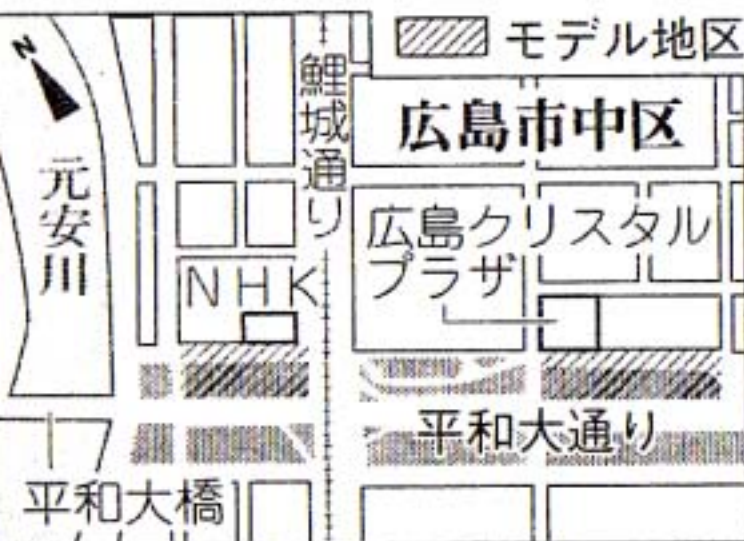 N
モデル地区
鯉城通り
広島市中区
元安川
広島クリスタル
プラザ
NHK
平和大通り
平和大橋